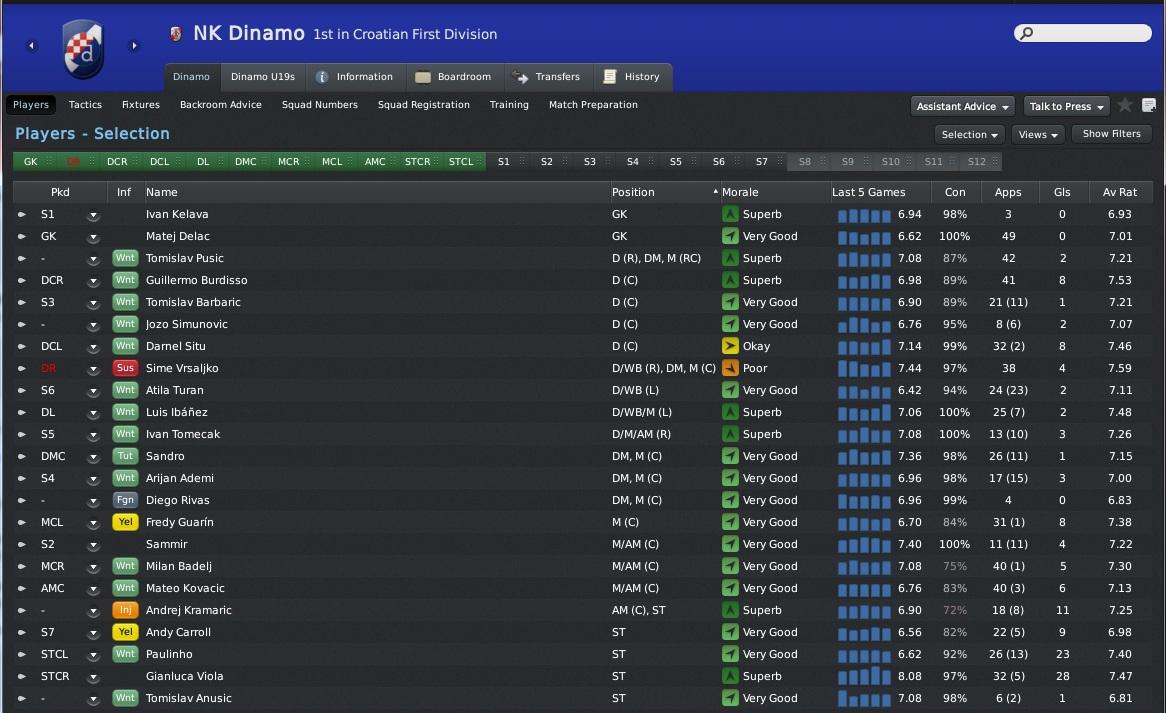 NK Dinamo 1st in Croatian First Division
Dinamo Dinamo U19s Information Boardroom Transfers History
Players Tactics Fixtures Backroom Advice Squad Numbers Squad Registration Training Match Preparation Assistant Advice Talk to Press
Players - Selection Selection Views Show Filters
GK DR DCR DCL DL DMC MCR MCL AMC STCR STCL S1 S2 S3 S4 S5 S6 S7 S8 S9 S10 S11 S12
Pkd Inf Name Position Morale Last 5 Games Con Apps Gls Av Rat
S1 Ivan Kelava GK Superb 6.94 98% 3 0 6.93
GK Matej Delac GK Very Good 6.62 100% 49 0 7.01
- Wnt Tomislav Pusic D (R), DM, M (RC) Superb 7.08 87% 42 2 7.21
DCR Wnt Guillermo Burdisso D (C) Superb 6.98 89% 41 8 7.53
S3 Wnt Tomislav Barbaric D (C) Very Good 6.90 89% 21 (11) 1 7.21
- Wnt Jozo Simunovic D (C) Very Good 6.76 95% 8 (6) 2 7.07
DCL Wnt Darnel Situ D (C) Okay 7.14 99% 32 (2) 8 7.46
DR Sus Sime Vrsaljko D/WB (R), DM, M (C) Poor 7.44 97% 38 4 7.59
S6 Wnt Atila Turan D/WB (L) Very Good 6.42 94% 24 (23) 2 7.11
DL Wnt Luis Ibáñez D/WB/M (L) Superb 7.06 100% 25 (7) 2 7.48
S5 Wnt Ivan Tomecak D/M/AM (R) Superb 7.08 100% 13 (10) 3 7.26
DMC Tut Sandro DM, M (C) Very Good 7.36 98% 26 (11) 1 7.15
S4 Wnt Arijan Ademi DM, M (C) Very Good 6.96 98% 17 (15) 3 7.00
- Fgn Diego Rivas DM, M (C) Very Good 6.96 99% 4 0 6.83
MCL Yel Fredy Guarín M (C) Very Good 6.70 84% 31 (1) 8 7.38
S2 Sammir M/AM (C) Very Good 7.40 100% 11 (11) 4 7.22
MCR Wnt Milan Badelj M/AM (C) Very Good 7.08 75% 40 (1) 5 7.30
AMC Wnt Mateo Kovacic M/AM (C) Very Good 6.76 83% 40 (3) 6 7.13
- Inj Andrej Kramaric AM (C), ST Superb 6.90 72% 18 (8) 11 7.25
S7 Yel Andy Carroll ST Very Good 6.56 82% 22 (5) 9 6.98
STCL Wnt Paulinho ST Very Good 6.62 92% 26 (13) 23 7.40
STCR Gianluca Viola ST Superb 8.08 97% 32 (5) 28 7.47
- Wnt Tomislav Anusic ST Very Good 7.08 98% 6 (2) 1 6.81